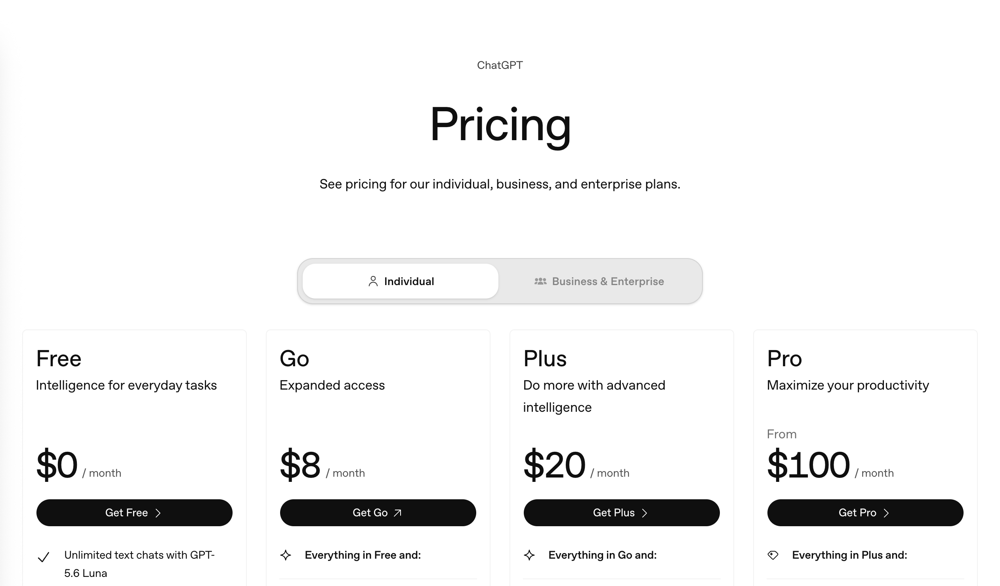 ChatGPT
Pricing
See pricing for our individual, business, and enterprise plans.
Individual
Business & Enterprise
Free
Intelligence for everyday tasks
$0 / month
Get Free
Unlimited text chats with GPT-
5.6 Luna
Go
Expanded access
$8 / month
Get Go
Everything in Free and:
Plus
Do more with advanced
intelligence
$20 / month
Get Plus
Everything in Go and:
Pro
Maximize your productivity
From
$100 / month
Get Pro
Everything in Plus and: